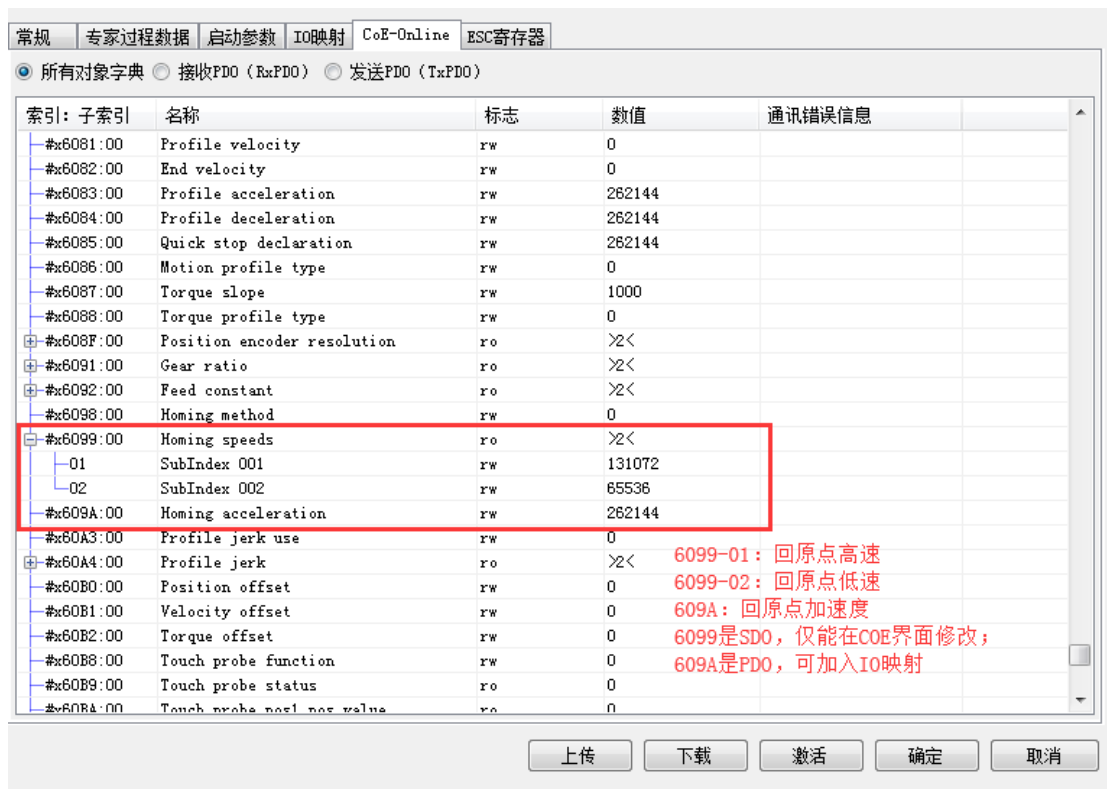 常规 专家过程数据 启动参数 IO映射 CoE-Online ESC寄存器
所有对象字典 接收PDO（RxPDO） 发送PDO（TxPDO）
索引: 子索引 名称 标志 数值 通讯错误信息
#x6081:00 Profile velocity rw 0
#x6082:00 End velocity rw 0
#x6083:00 Profile acceleration rw 262144
#x6084:00 Profile deceleration rw 262144
#x6085:00 Quick stop declaration rw 262144
#x6086:00 Motion profile type rw 0
#x6087:00 Torque slope rw 1000
#x6088:00 Torque profile type rw 0
#x608F:00 Position encoder resolution ro >2<
#x6091:00 Gear ratio ro >2<
#x6092:00 Feed constant ro >2<
#x6098:00 Homing method rw 0
#x6099:00 Homing speeds ro >2<
01 SubIndex 001 rw 131072
02 SubIndex 002 rw 65536
#x609A:00 Homing acceleration rw 262144
#x60A3:00 Profile jerk use rw 0
#x60A4:00 Profile jerk ro >2<
#x60B0:00 Position offset rw 0
#x60B1:00 Velocity offset rw 0
#x60B2:00 Torque offset rw 0
#x60B8:00 Touch probe function rw 0
#x60B9:00 Touch probe status ro 0
#x60BA:00 Touch probe pos1 pos value ro 0
6099-01：回原点高速
6099-02：回原点低速
609A：回原点加速度
6099是SDO，仅能在COE界面修改；
609A是PDO，可加入IO映射
上传 下载 激活 确定 取消